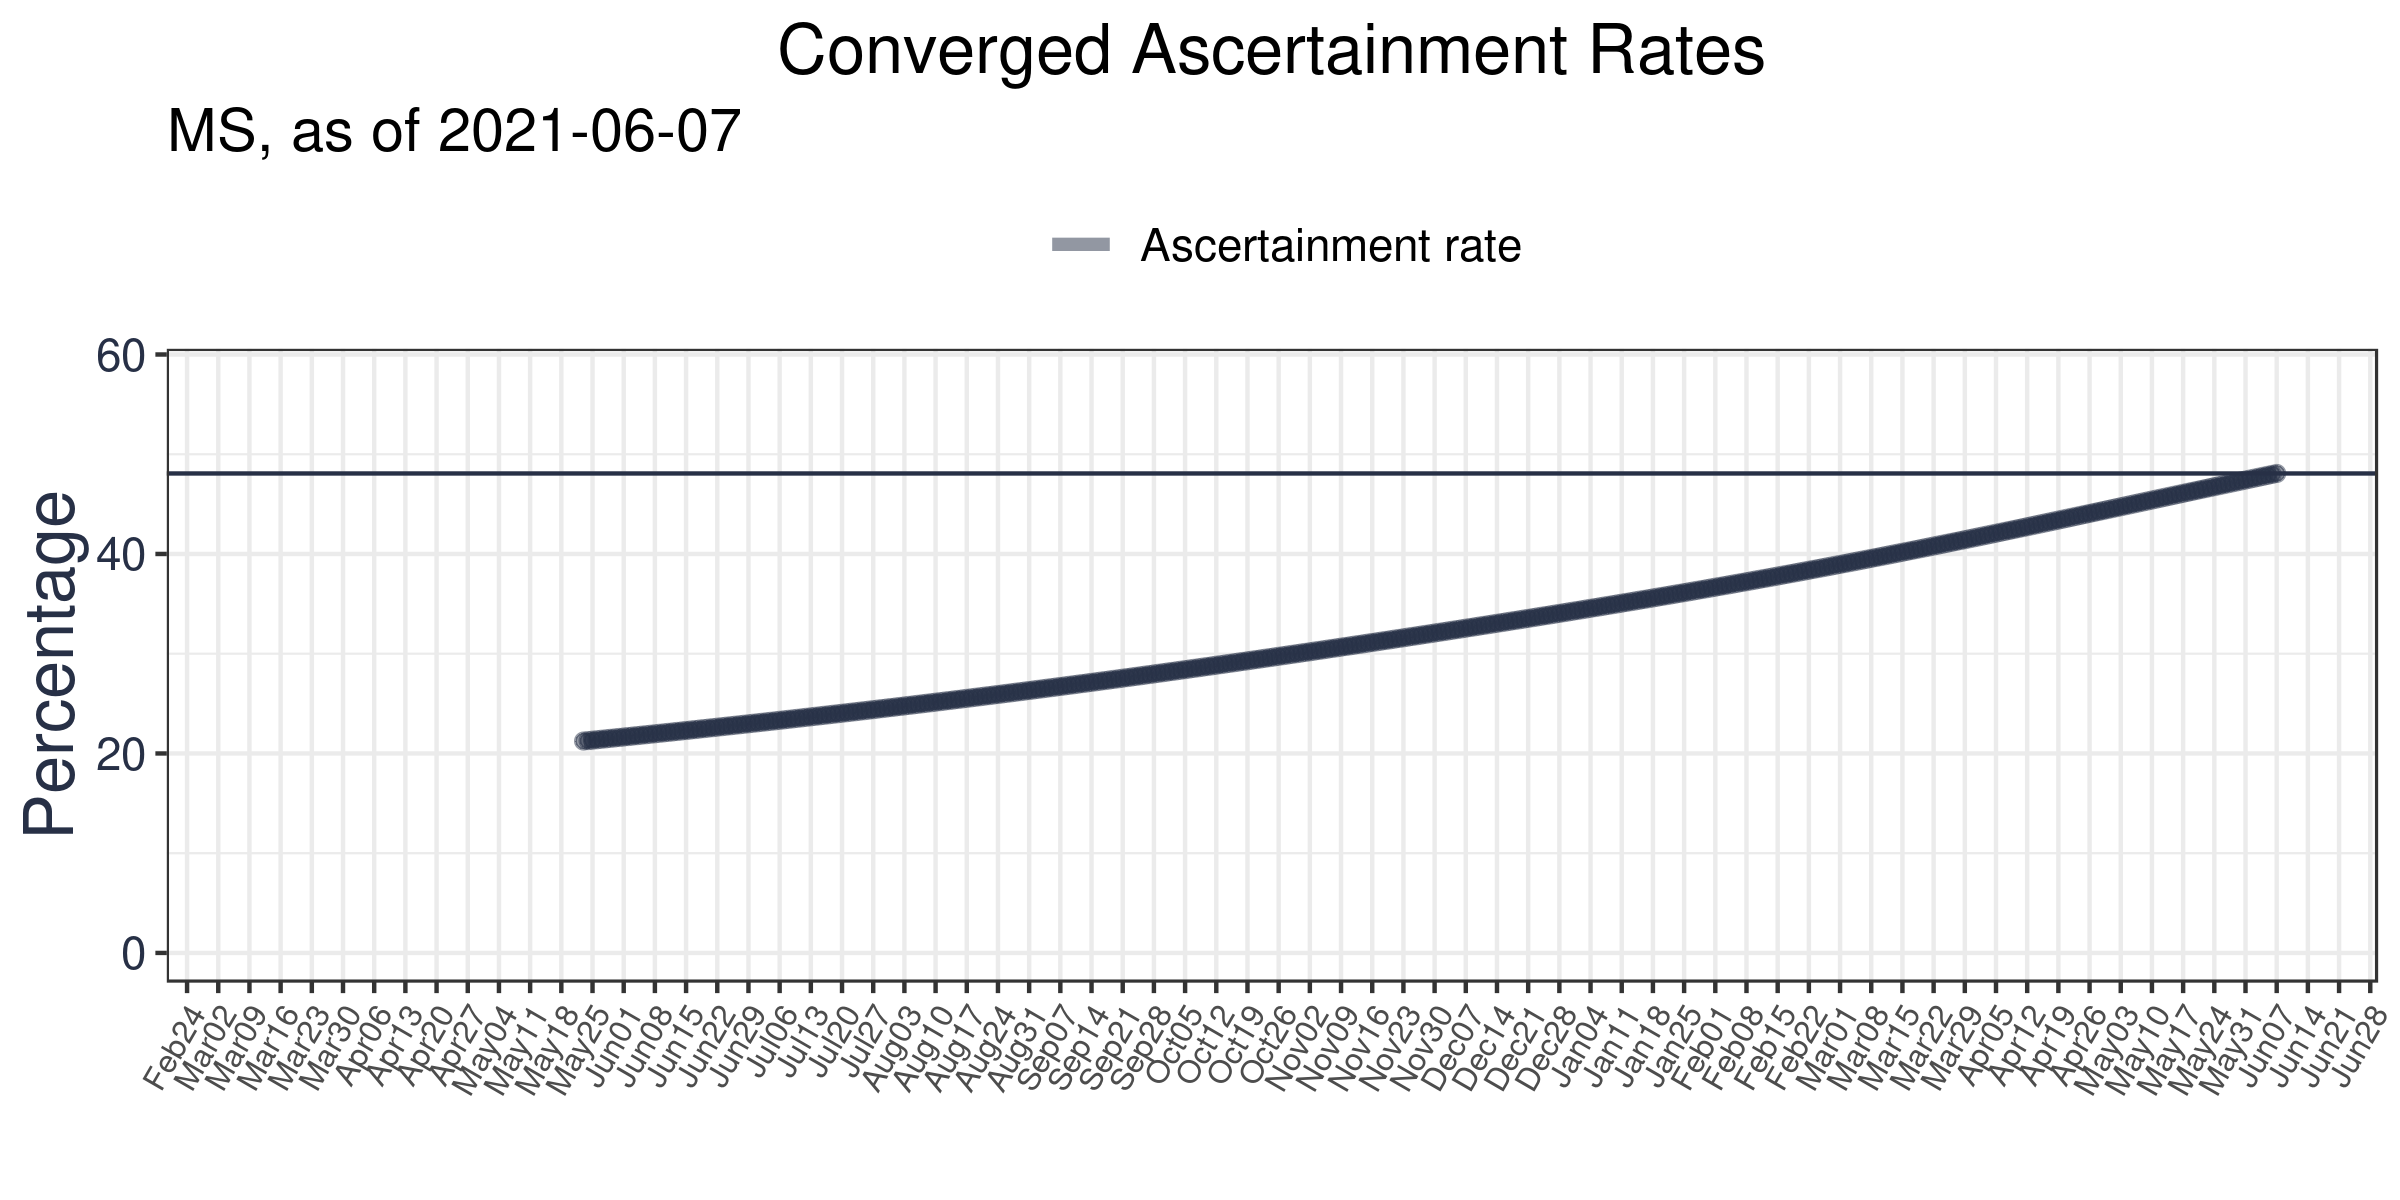 Converged Ascertainment Rates
MS, as of 2021-06-07
Ascertainment rate
Percentage
60
40
20
0
Feb24
Mar02
Mar09
Mar16
Mar23
Mar30
Apr06
Apr13
Apr20
Apr27
May04
May11
May18
May25
Jun01
Jun08
Jun15
Jun22
Jun29
Jul06
Jul13
Jul20
Jul27
Aug03
Aug10
Aug17
Aug24
Aug31
Sep07
Sep14
Sep21
Sep28
Oct05
Oct12
Oct19
Oct26
Nov02
Nov09
Nov16
Nov23
Nov30
Dec07
Dec14
Dec21
Dec28
Jan04
Jan11
Jan18
Jan25
Feb01
Feb08
Feb15
Feb22
Mar01
Mar08
Mar15
Mar22
Mar29
Apr05
Apr12
Apr19
Apr26
May03
May10
May17
May24
May31
Jun07
Jun14
Jun21
Jun28